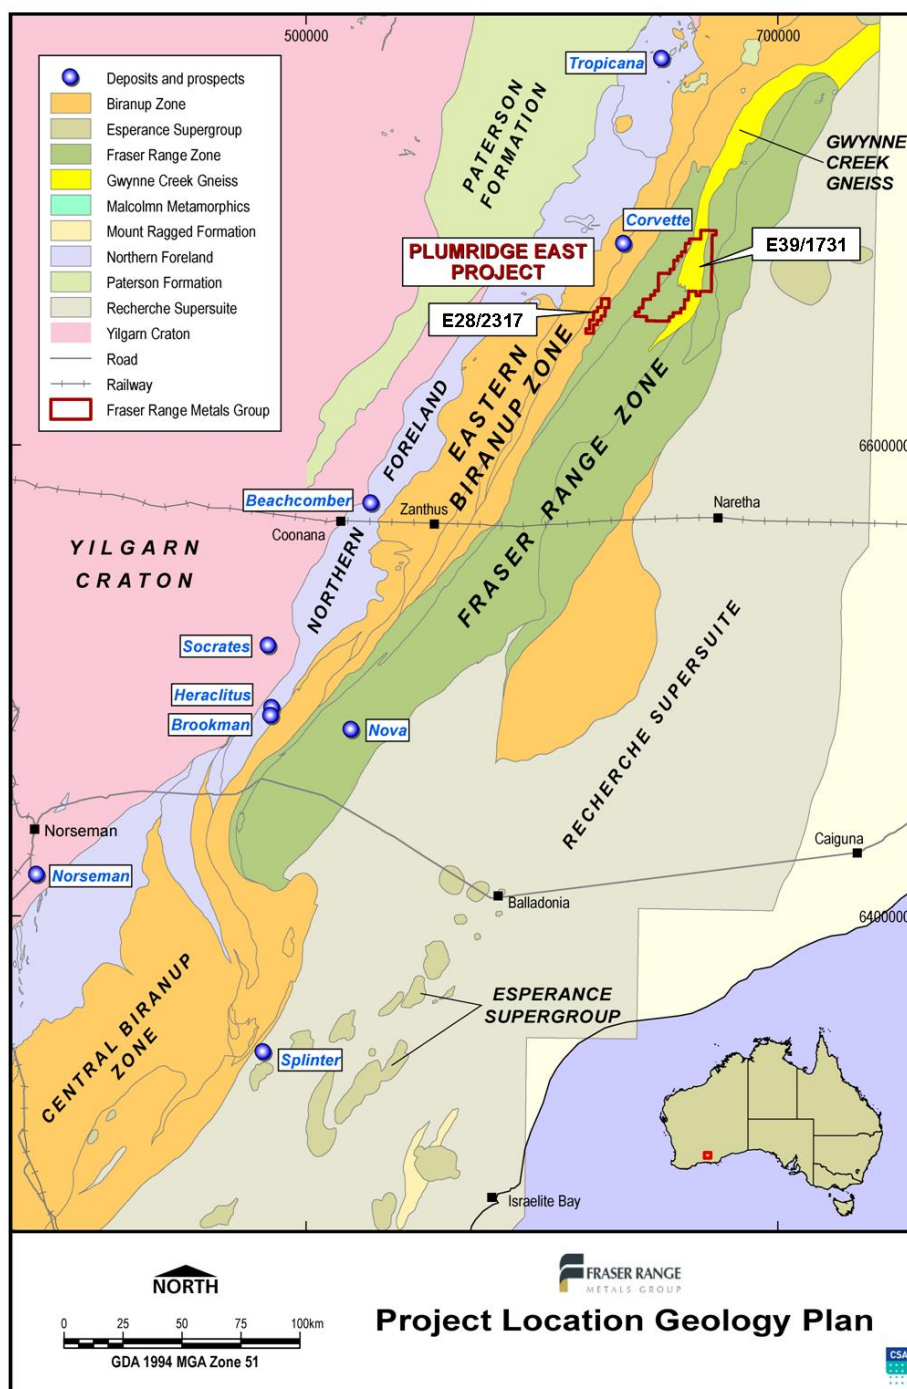 500000
700000
Deposits and prospects
Biranup Zone
Esperance Supergroup
Fraser Range Zone
Gwynne Creek Gneiss
Malcolmn Metamorphics
Mount Ragged Formation
Northern Foreland
Paterson Formation
Recherche Supersuite
Yilgarn Craton
Road
Railway
Fraser Range Metals Group
Tropicana
PATERSON
FORMATION
GWYNNE
CREEK
GNEISS
Corvette
PLUMRIDGE EAST
PROJECT
E39/1731
E28/2317
EASTERN
BIRANUP ZONE
NORTHERN FORELAND
FRASER RANGE ZONE
6600000
Beachcomber
Coonana
Zanthus
Naretha
YILGARN
CRATON
Socrates
Heraclitus
Brookman
Nova
RECHERCHE SUPERSUITE
Norseman
Caiguna
Norseman
Balladonia
6400000
CENTRAL BIRANUP
ZONE
ESPERANCE
SUPERGROUP
Splinter
Israelite Bay
NORTH
0 25 50 75 100km
GDA 1994 MGA Zone 51
FRASER RANGE
METALS GROUP
Project Location Geology Plan
CSA